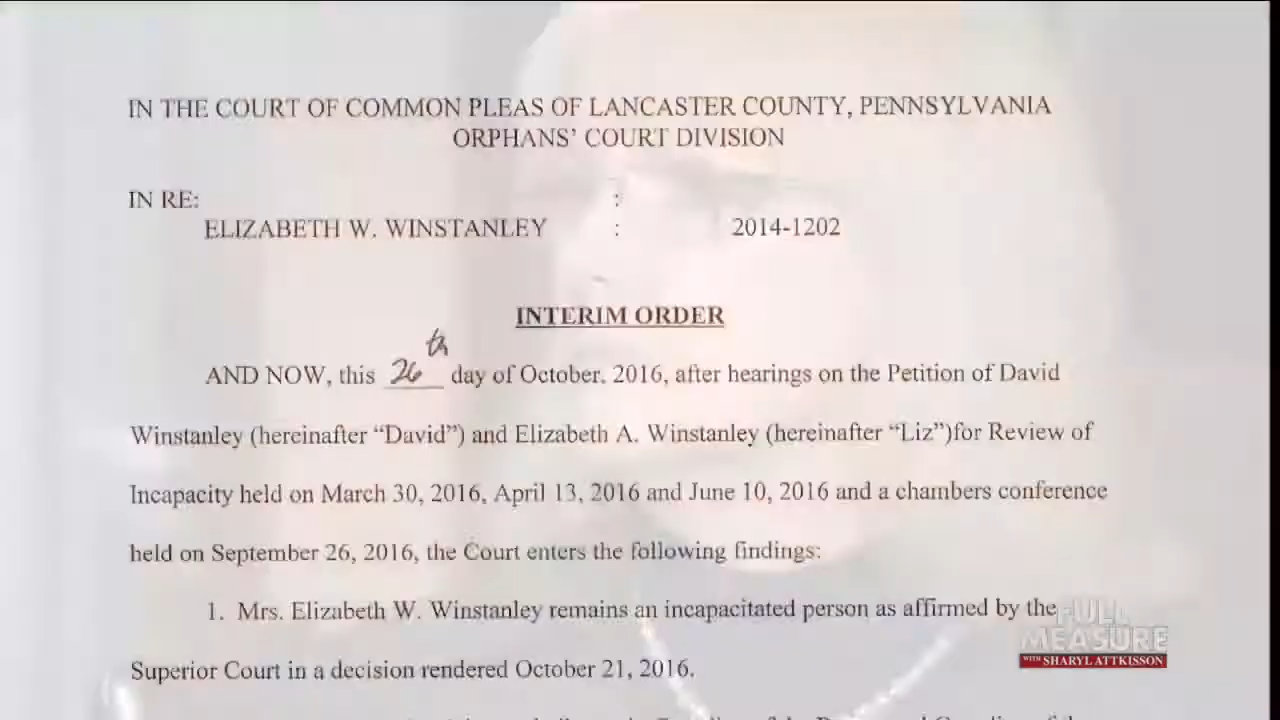 IN THE COURT OF COMMON PLEAS OF LANCASTER COUNTY, PENNSYLVANIA
ORPHANS’ COURT DIVISION
IN RE: :
ELIZABETH W. WINSTANLEY : 2014-1202
INTERIM ORDER
AND NOW, this 26th day of October, 2016, after hearings on the Petition of David
Winstanley (hereinafter “David”) and Elizabeth A. Winstanley (hereinafter “Liz”)for Review of
Incapacity held on March 30, 2016, April 13, 2016 and June 10, 2016 and a chambers conference
held on September 26, 2016, the Court enters the following findings:
1. Mrs. Elizabeth W. Winstanley remains an incapacitated person as affirmed by the
Superior Court in a decision rendered October 21, 2016.
FULL
MEASURE
WITH SHARYL ATTKISSON